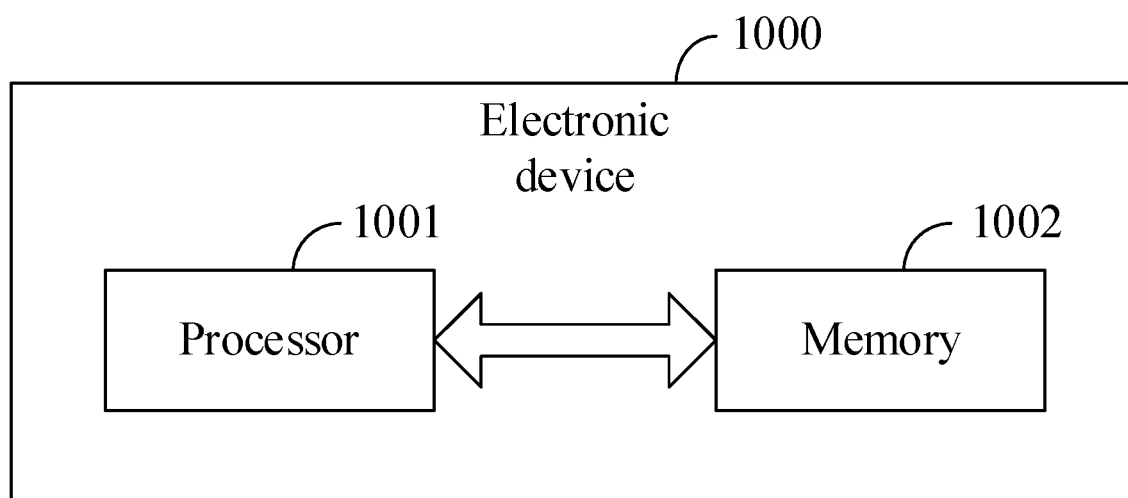 1000
Electronic
device
1001
1002
Processor
Memory